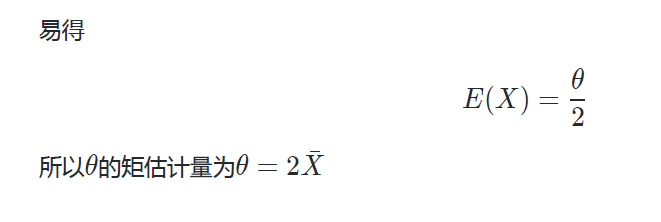 易得
E(X) = θ/2
所以θ的矩估计量为θ = 2X̄